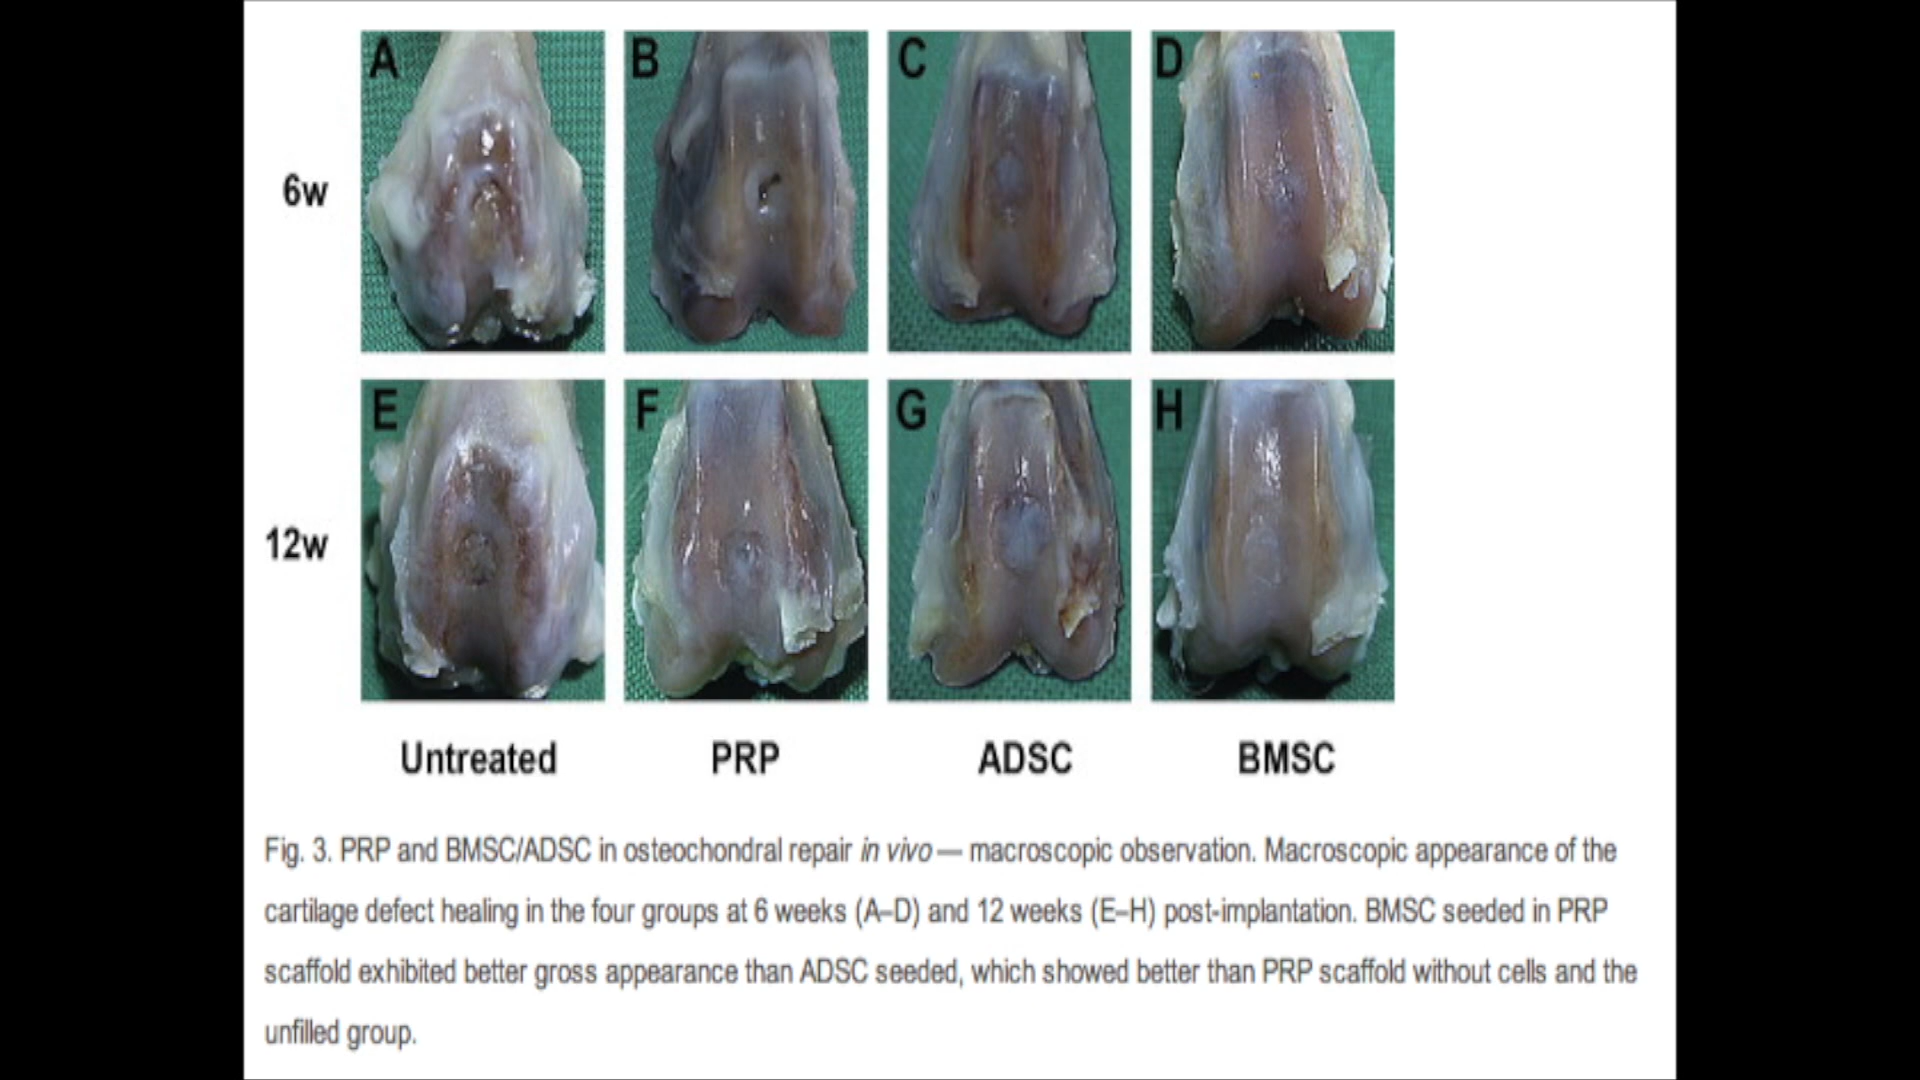 A B C D
6w
E F G H
12w
Untreated PRP ADSC BMSC
Fig. 3. PRP and BMSC/ADSC in osteochondral repair in vivo — macroscopic observation. Macroscopic appearance of the
cartilage defect healing in the four groups at 6 weeks (A–D) and 12 weeks (E–H) post-implantation. BMSC seeded in PRP
scaffold exhibited better gross appearance than ADSC seeded, which showed better than PRP scaffold without cells and the
unfilled group.